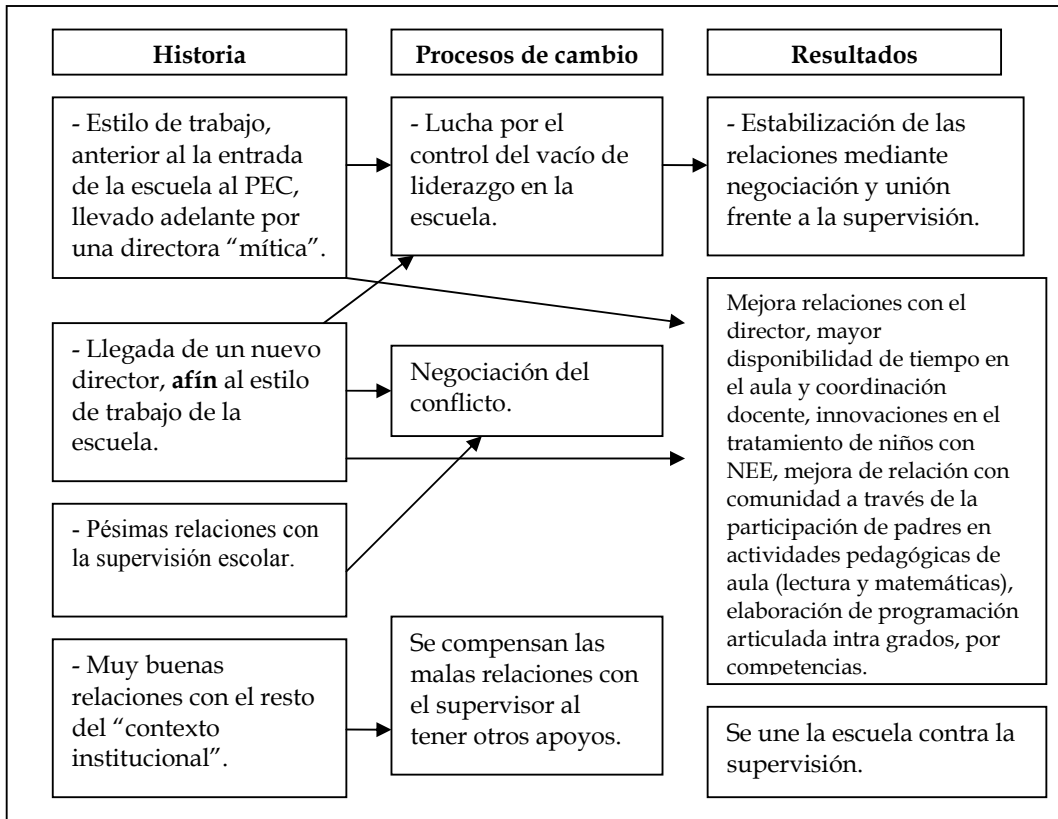 Historia
Procesos de cambio
Resultados
- Estilo de trabajo,
anterior al la entrada
de la escuela al PEC,
llevado adelante por
una directora “mítica”.
- Lucha por el
control del vacío de
liderazgo en la
escuela.
- Estabilización de las
relaciones mediante
negociación y unión
frente a la supervisión.
- Llegada de un nuevo
director, afín al estilo
de trabajo de la
escuela.
Negociación del
conflicto.
Mejora relaciones con el
director, mayor
disponibilidad de tiempo en
el aula y coordinación
docente, innovaciones en el
tratamiento de niños con
NEE, mejora de relación con
comunidad a través de la
participación de padres en
actividades pedagógicas de
aula (lectura y matemáticas),
elaboración de programación
articulada intra grados, por
competencias.
- Pésimas relaciones con
la supervisión escolar.
- Muy buenas
relaciones con el resto
del “contexto
institucional”.
Se compensan las
malas relaciones con
el supervisor al
tener otros apoyos.
Se une la escuela contra la
supervisión.